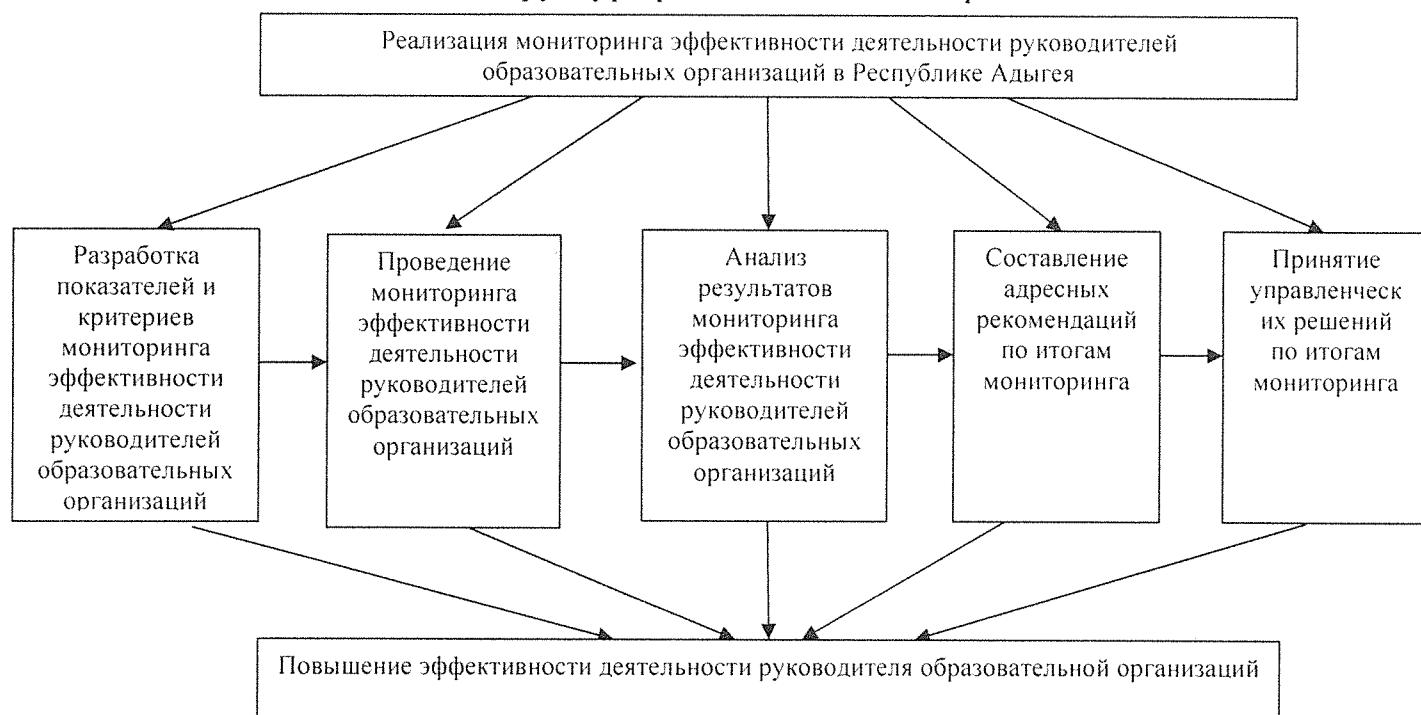 Реализация мониторинга эффективности деятельности руководителей
образовательных организаций в Республике Адыгея
Разработка
показателей и
критериев
мониторинга
эффективности
деятельности
руководителей
образовательных
организаций
Проведение
мониторинга
эффективности
деятельности
руководителей
образовательных
организаций
Анализ
результатов
мониторинга
эффективности
деятельности
руководителей
образовательных
организаций
Составление
адресных
рекомендаций
по итогам
мониторинга
Принятие
управленческ
их решений
по итогам
мониторинга
Повышение эффективности деятельности руководителя образовательной организаций